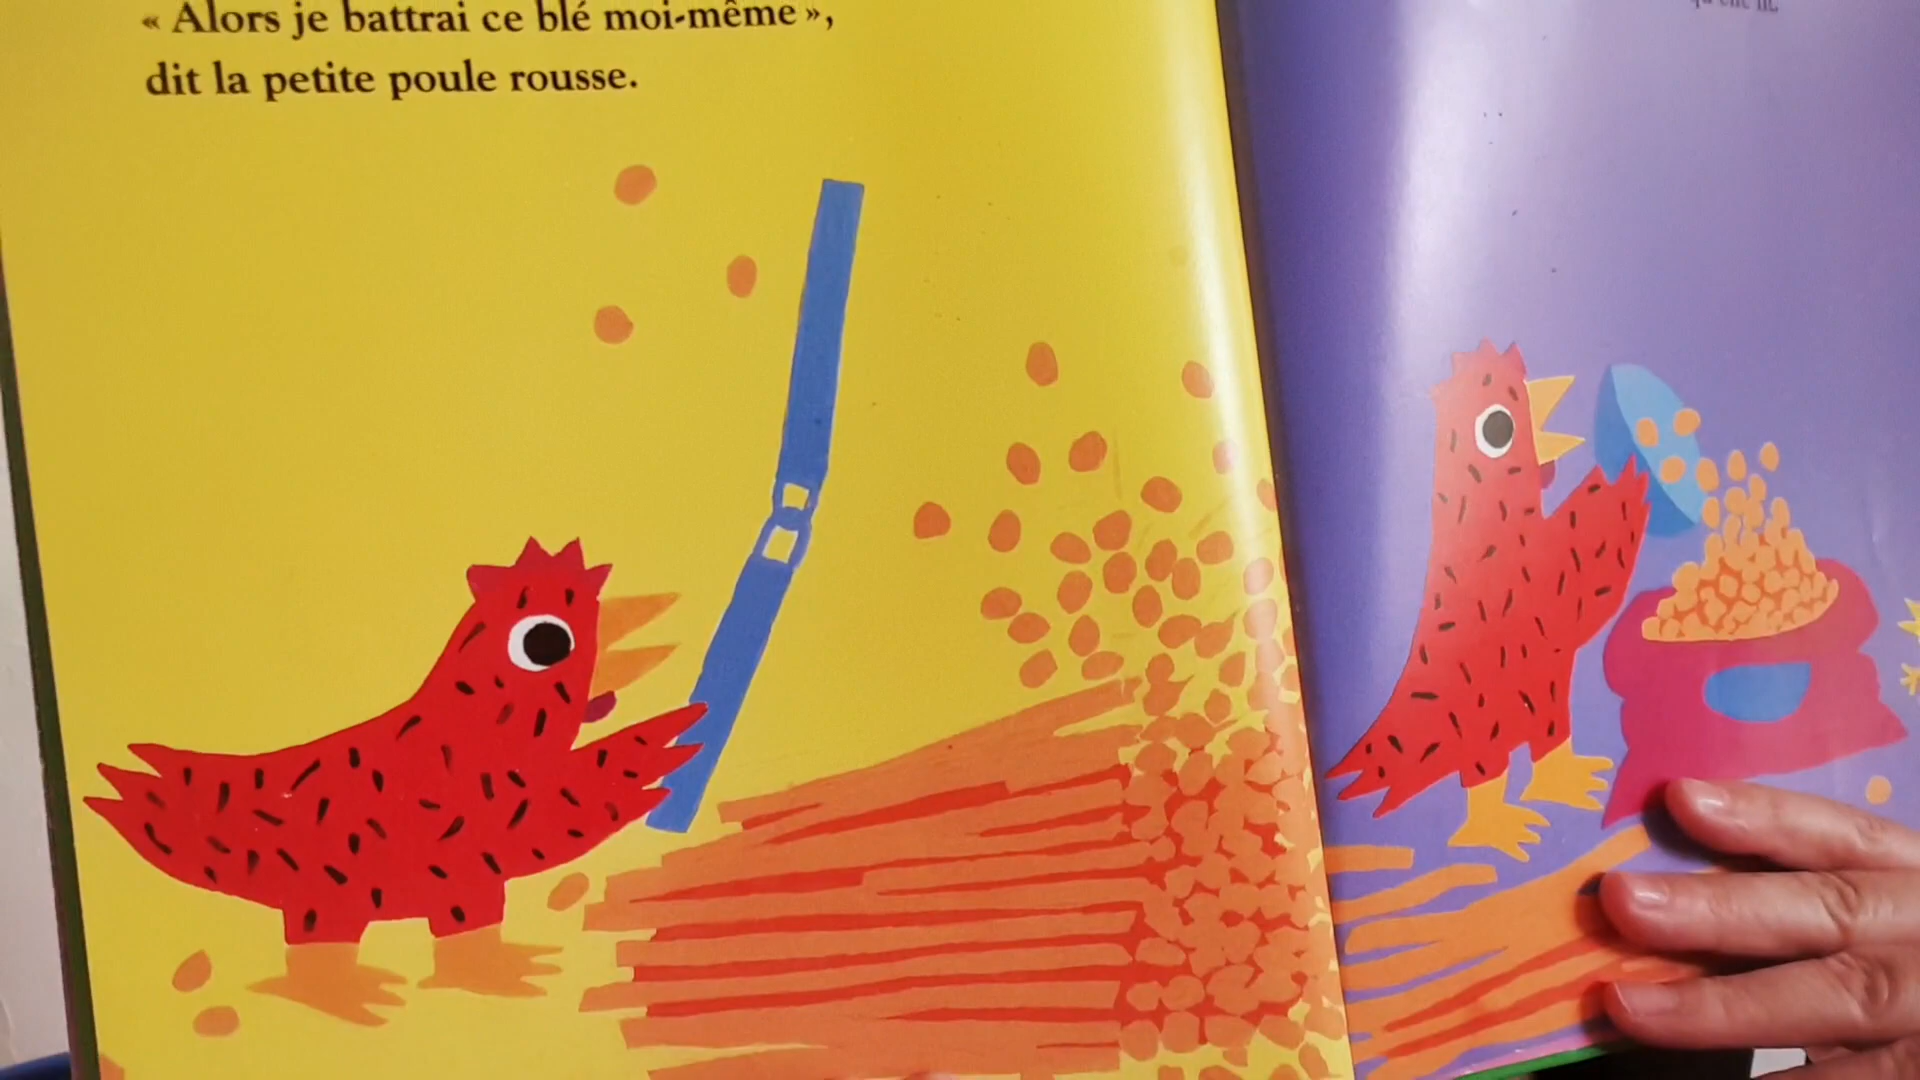 « Alors je battrai ce blé moi-même »,
dit la petite poule rousse.